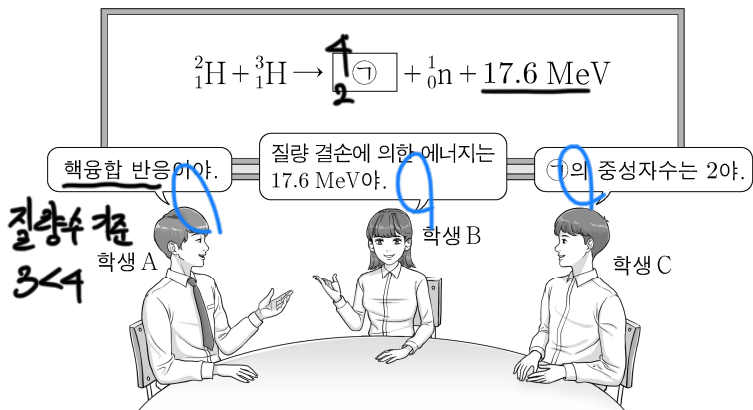 ²₁H + ³₁H → ⁴₂㉠ + ¹₀n + 17.6 MeV
핵융합 반응이야.
질량 결손에 의한 에너지는
17.6 MeV야.
㉠의 중성자수는 2야.
질량수 기준
3<4
학생 A
학생 B
학생 C